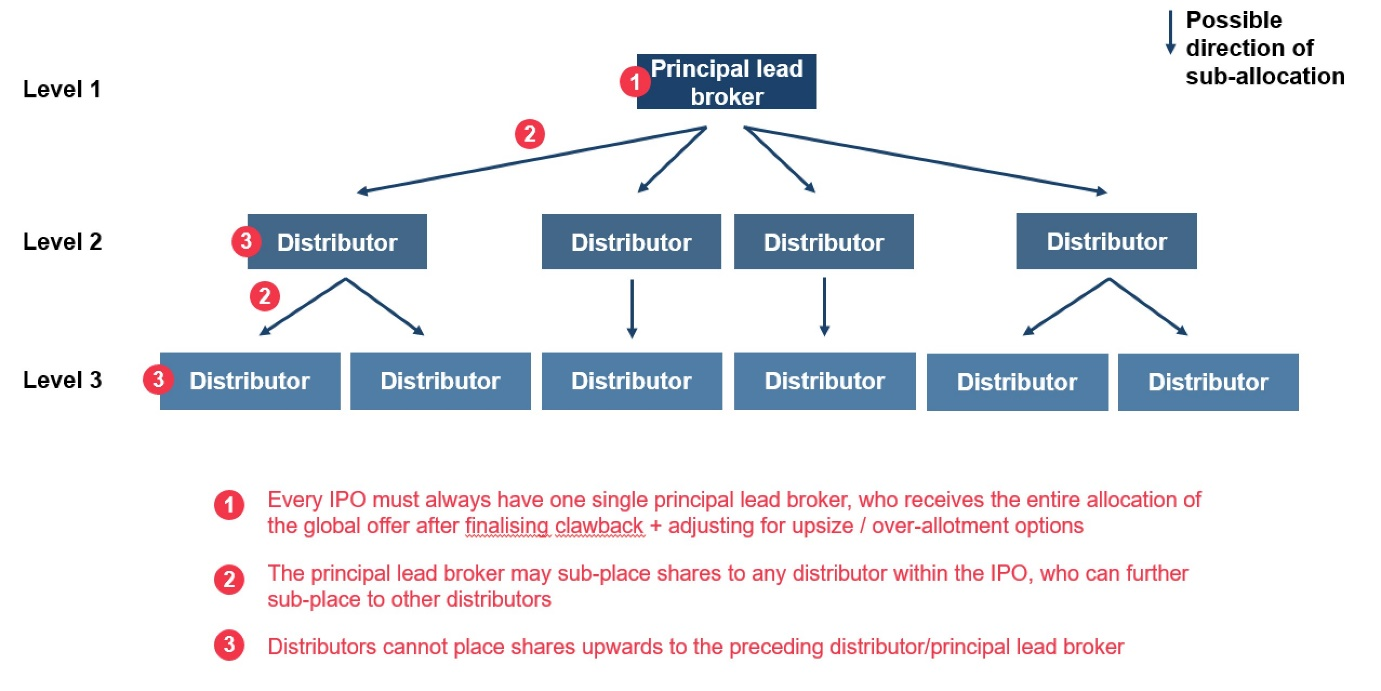 Possible
direction of
sub-allocation
Level 1
1
Principal lead
broker
2
Level 2
3
Distributor
Distributor
Distributor
Distributor
2
Level 3
3
Distributor
Distributor
Distributor
Distributor
Distributor
Distributor
1
Every IPO must always have one single principal lead broker, who receives the entire allocation of
the global offer after finalising clawback + adjusting for upsize / over-allotment options
2
The principal lead broker may sub-place shares to any distributor within the IPO, who can further
sub-place to other distributors
3
Distributors cannot place shares upwards to the preceding distributor/principal lead broker